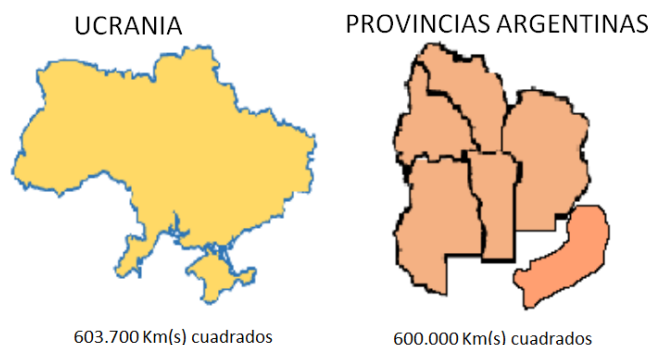 UCRANIA
PROVINCIAS ARGENTINAS
603.700 Km(s) cuadrados
600.000 Km(s) cuadrados